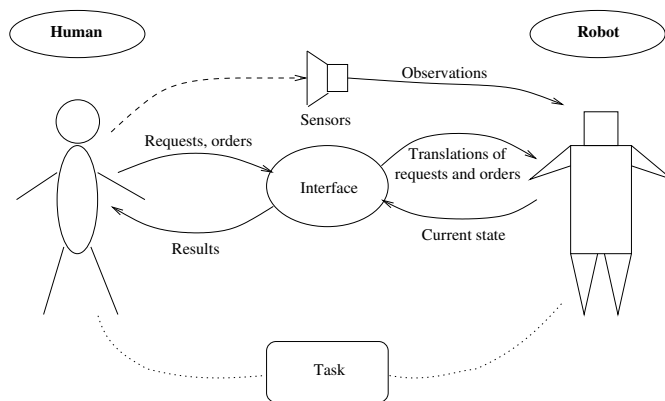 Human
Robot
Observations
Sensors
Requests, orders
Translations of
requests and orders
Interface
Results
Current state
Task